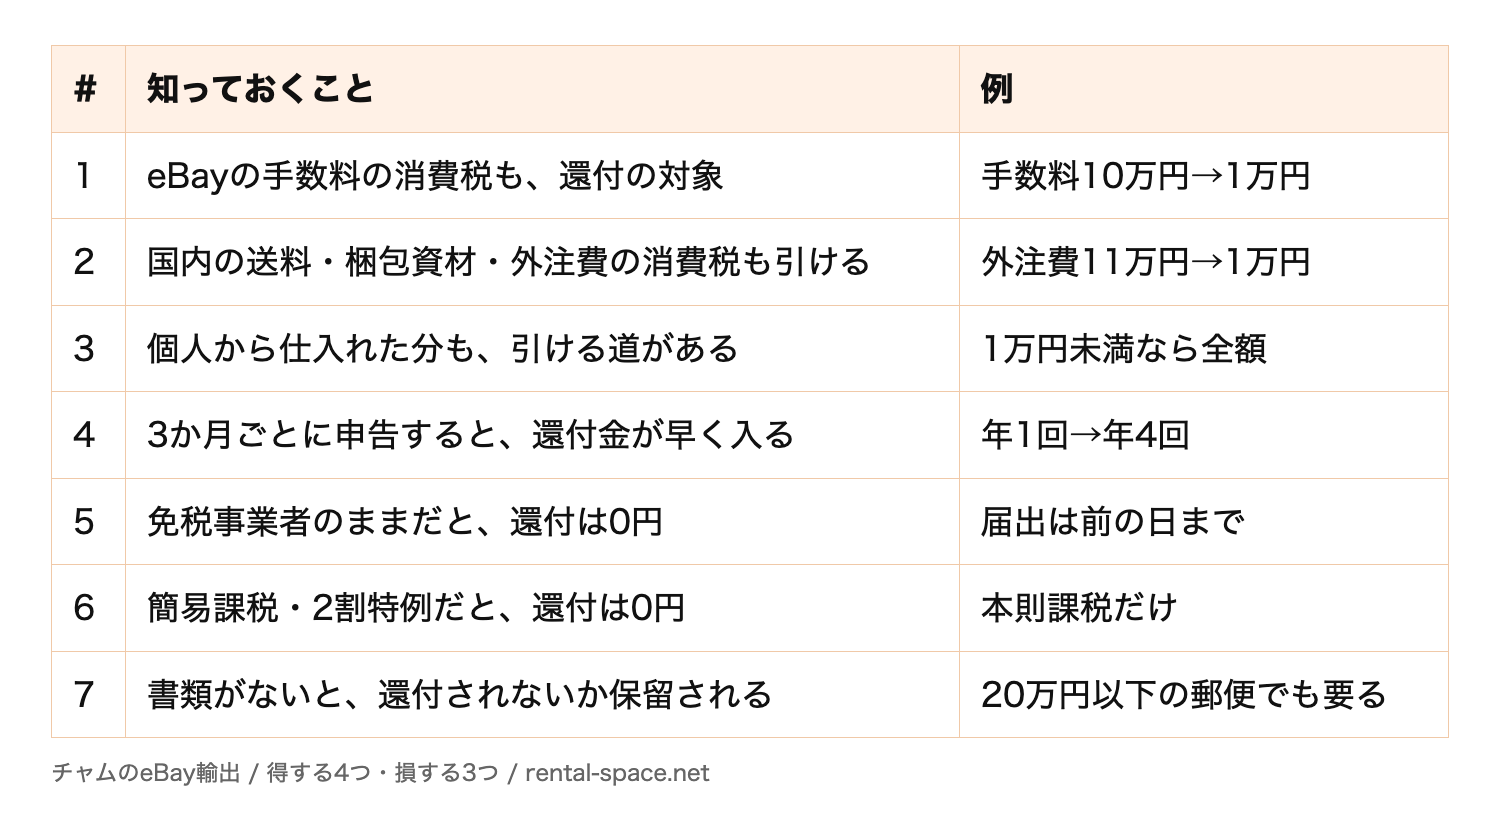 # 知っておくこと 例
1 eBayの手数料の消費税も、還付の対象 手数料10万円→1万円
2 国内の送料・梱包資材・外注費の消費税も引ける 外注費11万円→1万円
3 個人から仕入れた分も、引ける道がある 1万円未満なら全額
4 3か月ごとに申告すると、還付金が早く入る 年1回→年4回
5 免税事業者のままだと、還付は0円 届出は前の日まで
6 簡易課税・2割特例だと、還付は0円 本則課税だけ
7 書類がないと、還付されないか保留される 20万円以下の郵便でも要る
チャムのeBay輸出 / 得する4つ・損する3つ / rental-space.net